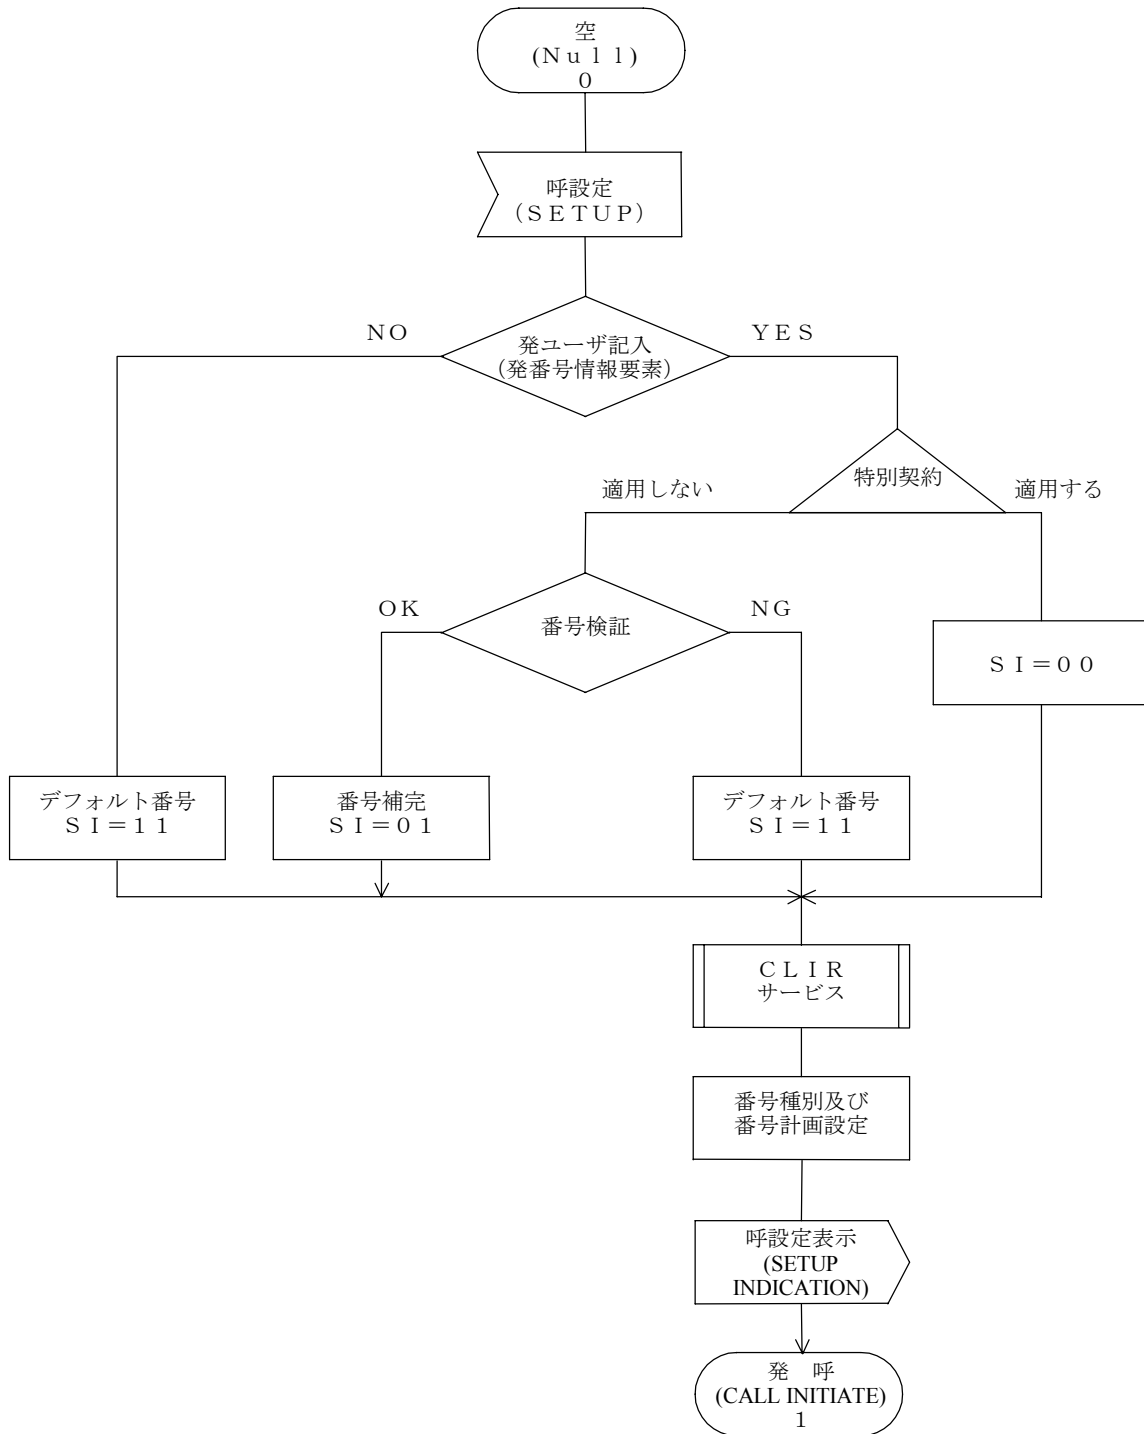 空
(Ｎｕｌｌ)
０
呼設定
（ＳＥＴＵＰ）
ＮＯ
ＹＥＳ
発ユーザ記入
（発番号情報要素）
特別契約
適用しない
適用する
ＯＫ
ＮＧ
番号検証
ＳＩ＝００
デフォルト番号
ＳＩ＝１１
番号補完
ＳＩ＝０１
デフォルト番号
ＳＩ＝１１
ＣＬＩＲ
サービス
番号種別及び
番号計画設定
呼設定表示
(SETUP
INDICATION)
発　呼
(CALL INITIATE)
１